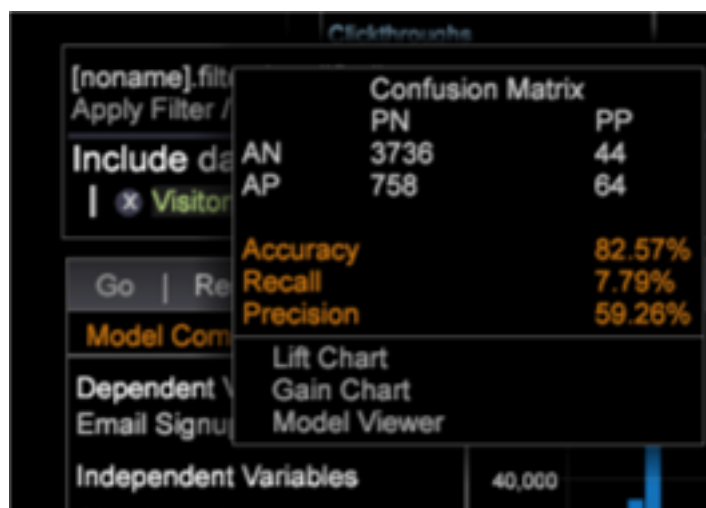 Clickthroughs
[noname].filte
Apply Filter /
Include da
x Visitor
Confusion Matrix
PN PP
AN 3736 44
AP 758 64
Accuracy 82.57%
Recall 7.79%
Precision 59.26%
Lift Chart
Gain Chart
Model Viewer
Go | Re
Model Com
Dependent V
Email Signu
Independent Variables
40,000